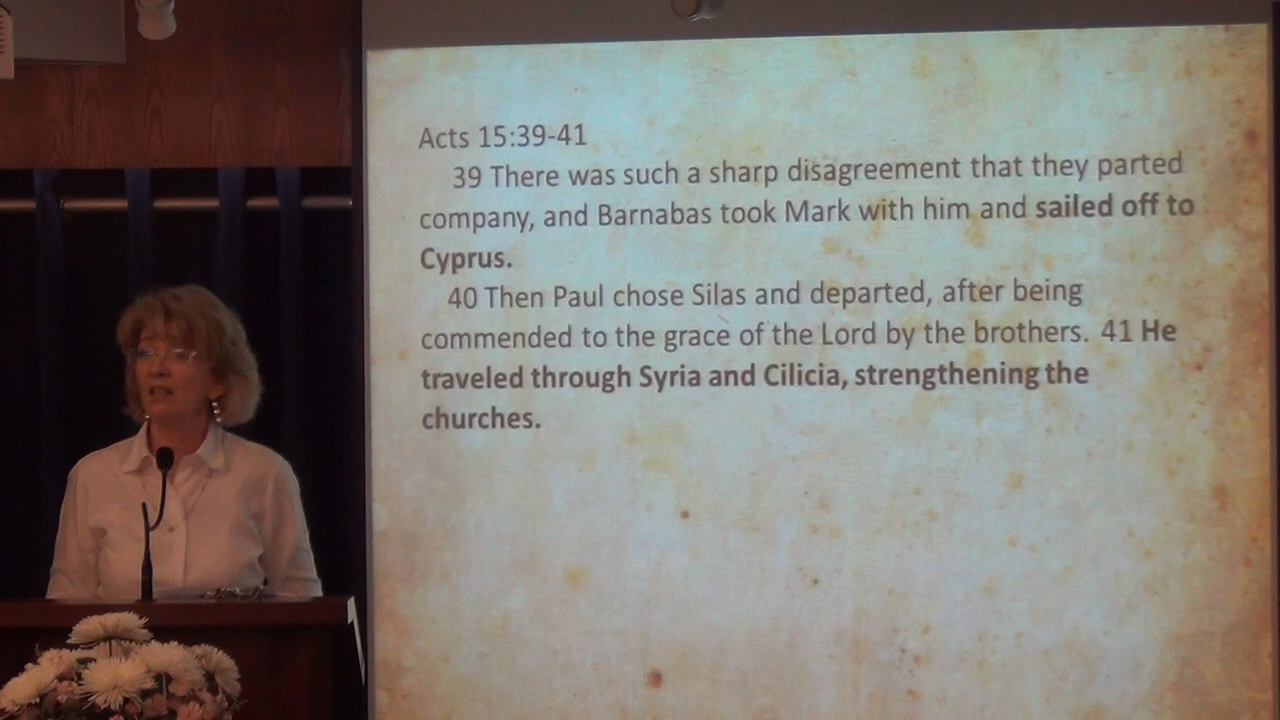 Acts 15:39-41
39 There was such a sharp disagreement that they parted
company, and Barnabas took Mark with him and sailed off to
Cyprus.
40 Then Paul chose Silas and departed, after being
commended to the grace of the Lord by the brothers. 41 He
traveled through Syria and Cilicia, strengthening the
churches.